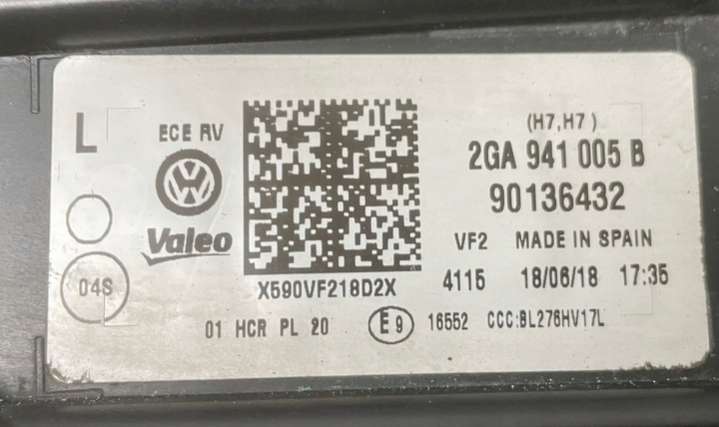 L
ECE RV
Valeo
04S
X590VF218D2X
(H7,H7)
2GA 941 005 B
90136432
VF2 MADE IN SPAIN
4115 18/06/18 17:35
01 HCR PL 20 E9 16552 CCC:BL276HV17L